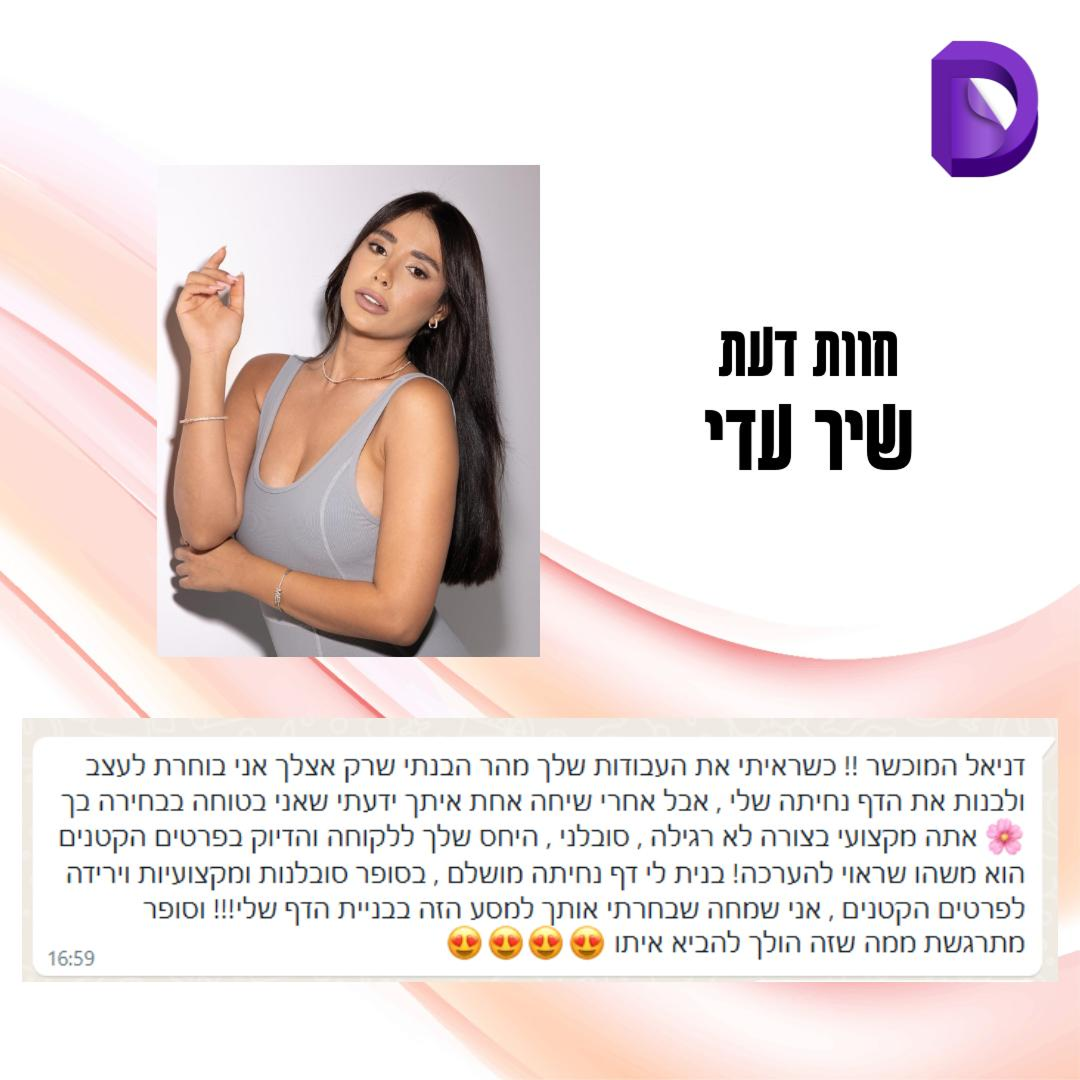 D
חוות דעת
שיר עדי
דניאל המוכשר !! כשראיתי את העבודות שלך מהר הבנתי שרק אצלך אני בוחרת לעצב
ולבנות את הדף נחיתה שלי , אבל אחרי שיחה אחת איתך ידעתי שאני בטוחה בבחירה בך
🌸 אתה מקצועי בצורה לא רגילה , סובלני , היחס שלך ללקוחה והדיוק בפרטים הקטנים
הוא משהו שראוי להערכה! בנית לי דף נחיתה מושלם , בסופר סובלנות ומקצועיות וירידה
לפרטים הקטנים , אני שמחה שבחרתי אותך למסע הזה בבניית הדף שלי!!! וסופר
מתרגשת ממה שזה הולך להביא איתו 😍😍😍😍
16:59